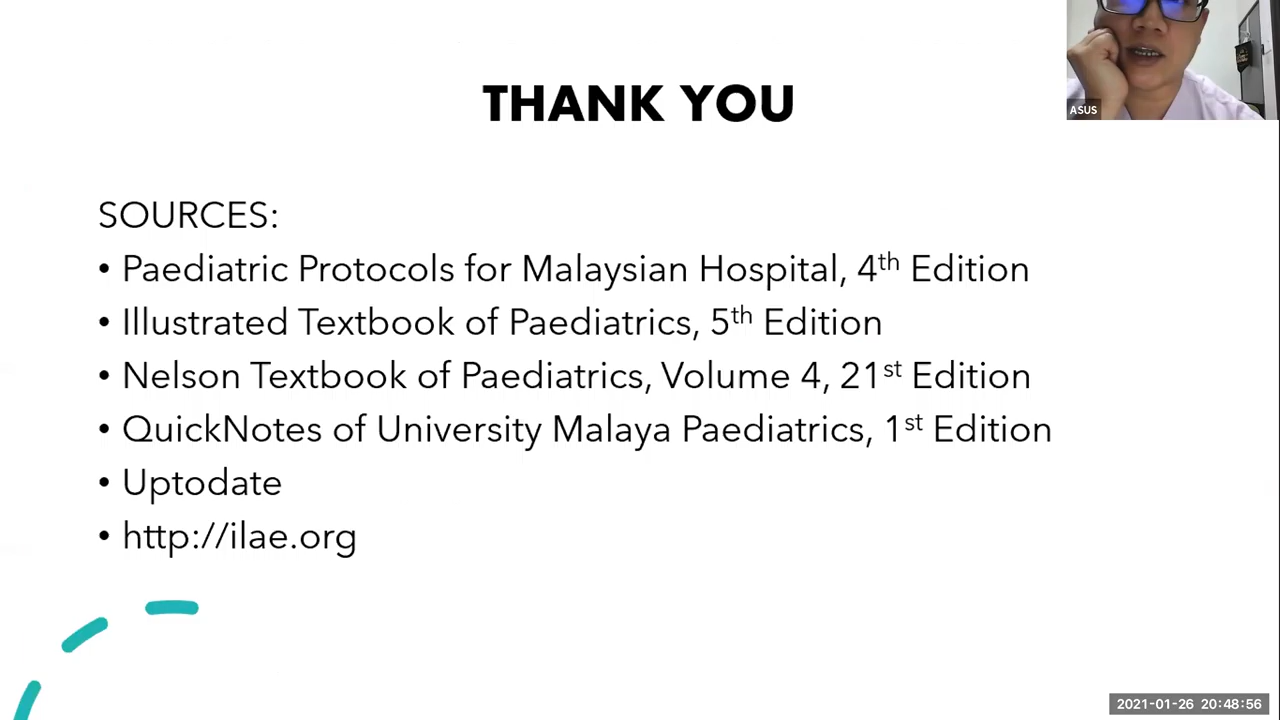 THANK YOU
ASUS
SOURCES:
• Paediatric Protocols for Malaysian Hospital, 4th Edition
• Illustrated Textbook of Paediatrics, 5th Edition
• Nelson Textbook of Paediatrics, Volume 4, 21st Edition
• QuickNotes of University Malaya Paediatrics, 1st Edition
• Uptodate
• http://ilae.org
2021-01-26 20:48:56